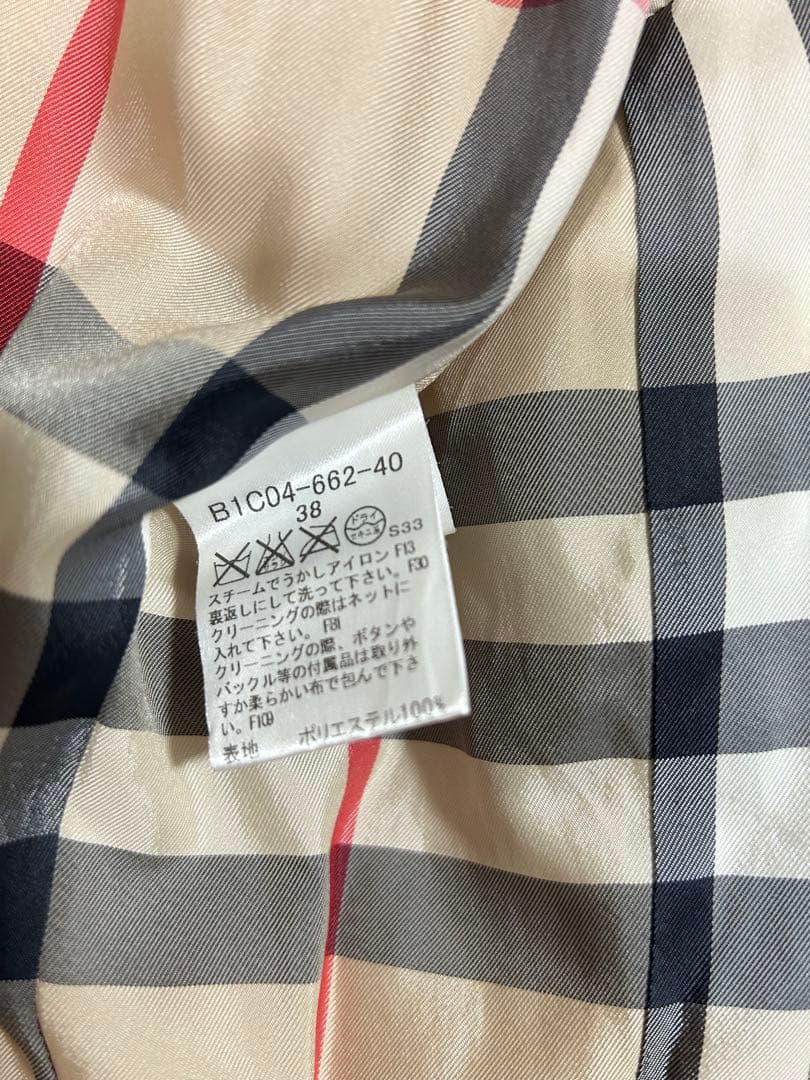 B1C04-662-40
38
ドライ
セキユ系
S33
スチームでうかしアイロン F13
裏返しにして洗って下さい。F30
クリーニングの際はネットに
入れて下さい。F81
クリーニングの際、ボタンや
バックル等の付属品は取り外
すか柔らかい布で包んで下さ
い。F109
表地 ポリエステル100%